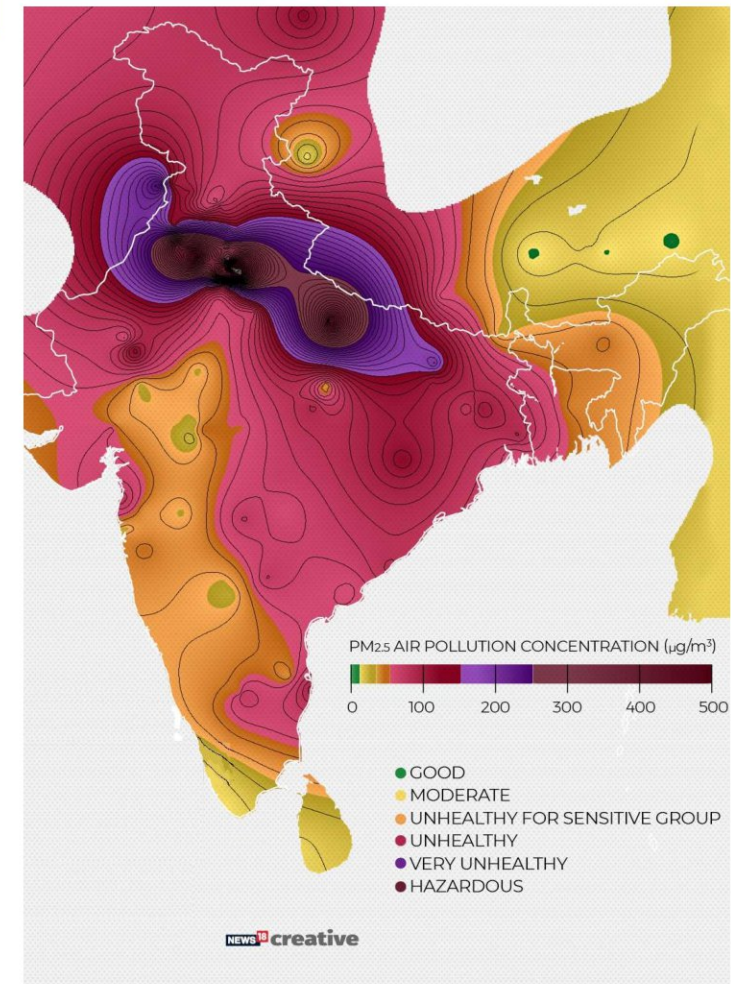 PM2.5 AIR POLLUTION CONCENTRATION (µg/m³)
0 100 200 300 400 500
GOOD
MODERATE
UNHEALTHY FOR SENSITIVE GROUP
UNHEALTHY
VERY UNHEALTHY
HAZARDOUS
NEWS18 creative